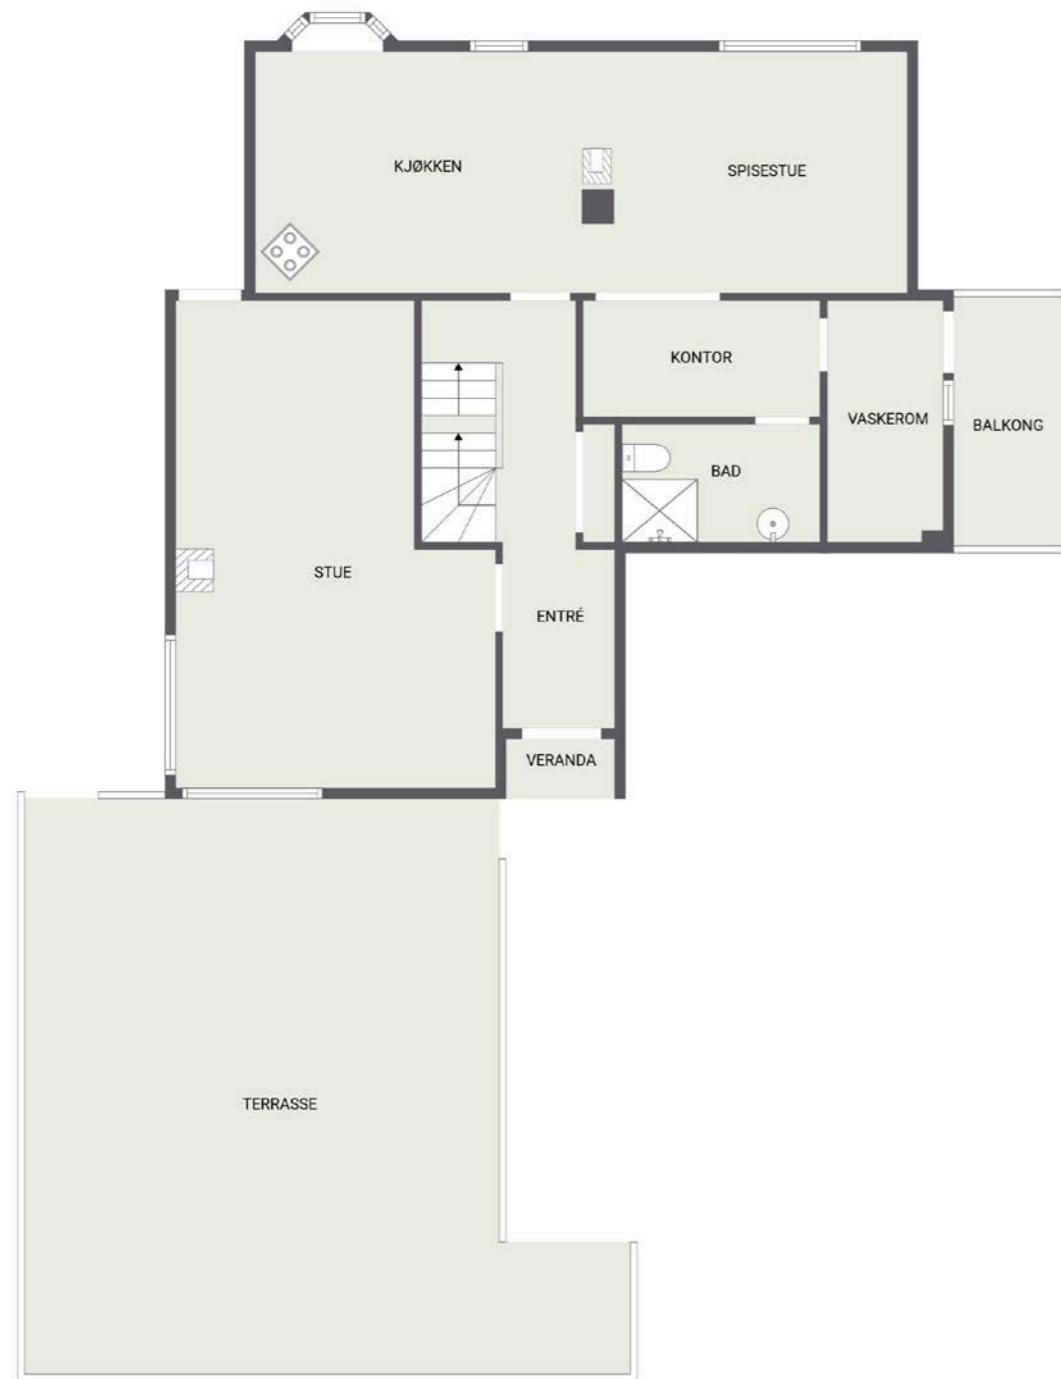 KJØKKEN
SPISESTUE
KONTOR
VASKEROM
BALKONG
BAD
STUE
ENTRÉ
VERANDA
TERRASSE